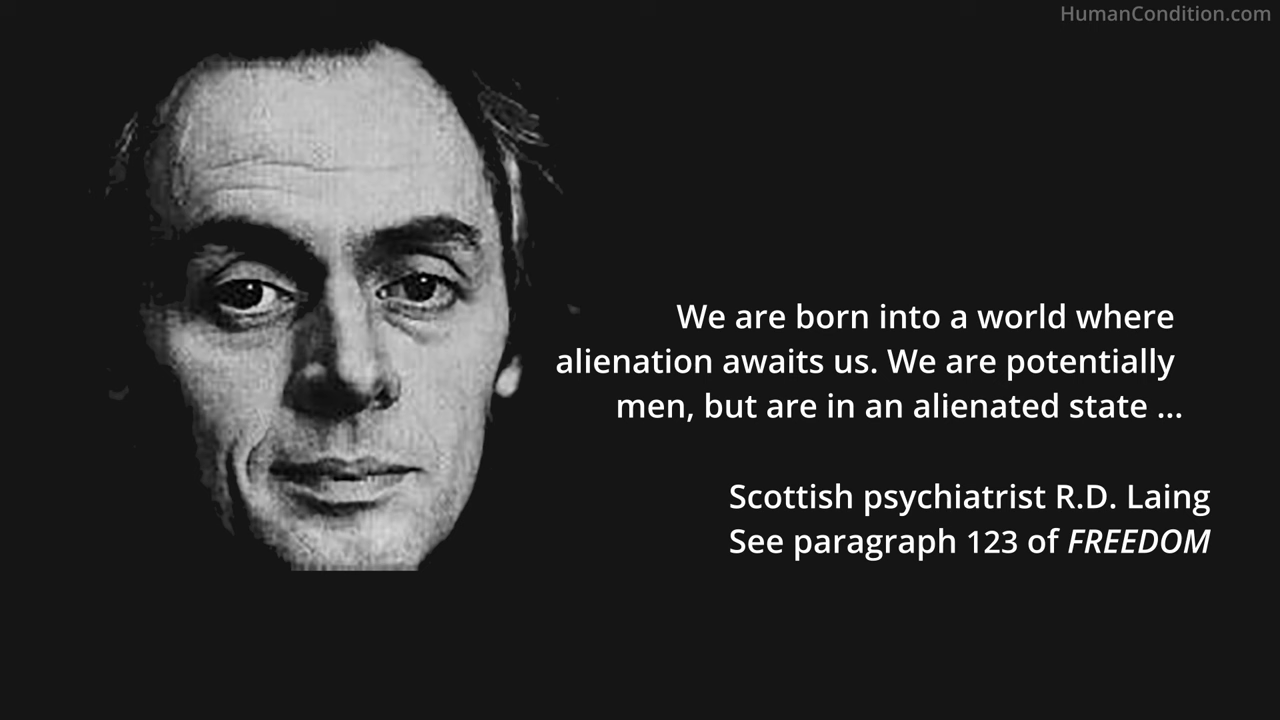 HumanCondition.com
We are born into a world where
alienation awaits us. We are potentially
men, but are in an alienated state ...
Scottish psychiatrist R.D. Laing
See paragraph 123 of FREEDOM